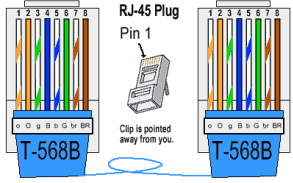 RJ-45 Plug
Pin 1
1 2 3 4 5 6 7 8
1 2 3 4 5 6 7 8
Clip is pointed
away from you.
o O g B b G br BR
o O g B b G br BR
T-568B
T-568B